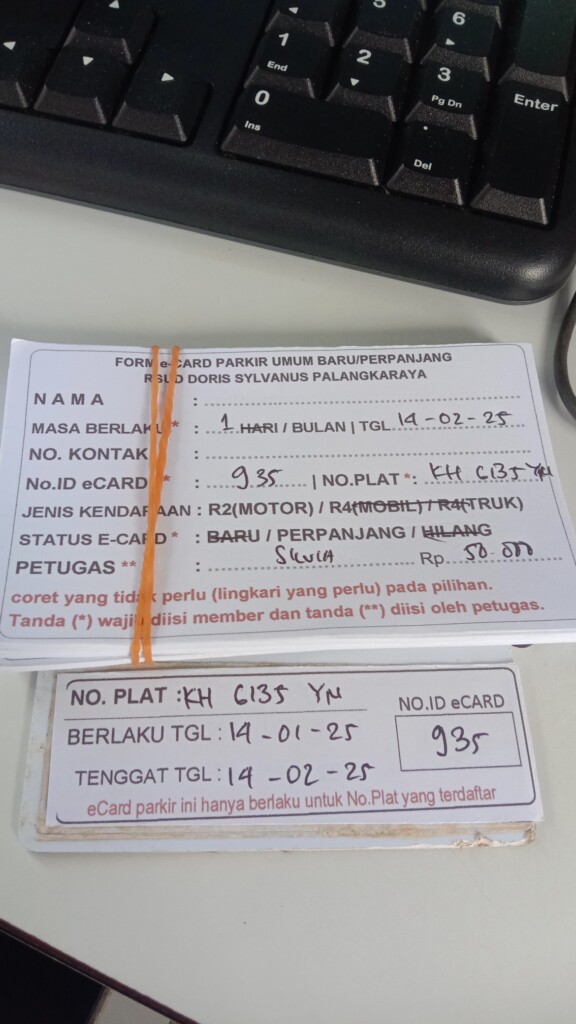 5
6
1
End
2
3
Pg Dn
Enter
0
Ins
.
Del
FORM e-CARD PARKIR UMUM BARU/PERPANJANG
RSUD DORIS SYLVANUS PALANGKARAYA
NAMA :
MASA BERLAKU * : 1 HARI / BULAN | TGL 14-02-25
NO. KONTAK :
No.ID eCARD * : 935 | NO.PLAT * : KH 6135 YN
JENIS KENDARAAN : R2(MOTOR) / R4(MOBIL) / R4(TRUK)
STATUS E-CARD * : BARU / PERPANJANG / HILANG
PETUGAS ** : Silvia Rp. 50.000
coret yang tidak perlu (lingkari yang perlu) pada pilihan.
Tanda (*) wajib diisi member dan tanda (**) diisi oleh petugas.
NO. PLAT : KH 6135 YN
NO.ID eCARD
BERLAKU TGL : 14-01-25
935
TENGGAT TGL : 14-02-25
eCard parkir ini hanya berlaku untuk No.Plat yang terdaftar